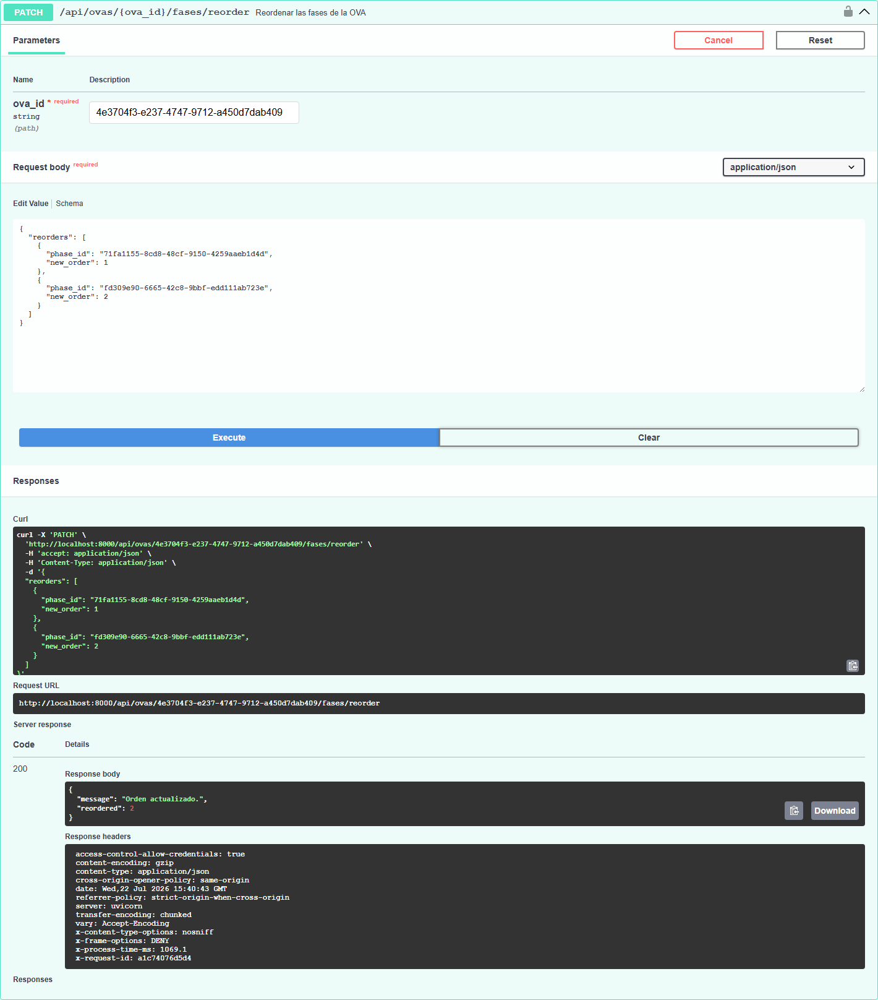 PATCH /api/ovas/{ova_id}/fases/reorder Reordenar las fases de la OVA
Parameters
Cancel
Reset
Name Description
ova_id * required
string
(path)
4e3704f3-e237-4747-9712-a450d7dab409
Request body required
application/json
Edit Value Schema
{
  "reorders": [
    {
      "phase_id": "71fa1155-8cd8-48cf-9150-4259aaeb1d4d",
      "new_order": 1
    },
    {
      "phase_id": "fd309e90-6665-42c8-9bbf-edd111ab723e",
      "new_order": 2
    }
  ]
}
Execute
Clear
Responses
Curl
curl -X 'PATCH' \
  'http://localhost:8000/api/ovas/4e3704f3-e237-4747-9712-a450d7dab409/fases/reorder' \
  -H 'accept: application/json' \
  -H 'Content-Type: application/json' \
  -d '{
  "reorders": [
    {
      "phase_id": "71fa1155-8cd8-48cf-9150-4259aaeb1d4d",
      "new_order": 1
    },
    {
      "phase_id": "fd309e90-6665-42c8-9bbf-edd111ab723e",
      "new_order": 2
    }
  ]
}'
Request URL
http://localhost:8000/api/ovas/4e3704f3-e237-4747-9712-a450d7dab409/fases/reorder
Server response
Code Details
200
Response body
{
  "message": "Orden actualizado.",
  "reordered": 2
}
Download
Response headers
access-control-allow-credentials: true
content-encoding: gzip
content-type: application/json
cross-origin-opener-policy: same-origin
date: Wed,22 Jul 2026 15:40:43 GMT
referrer-policy: strict-origin-when-cross-origin
server: uvicorn
transfer-encoding: chunked
vary: Accept-Encoding
x-content-type-options: nosniff
x-frame-options: DENY
x-process-time-ms: 1069.1
x-request-id: a1c74076d5d4
Responses